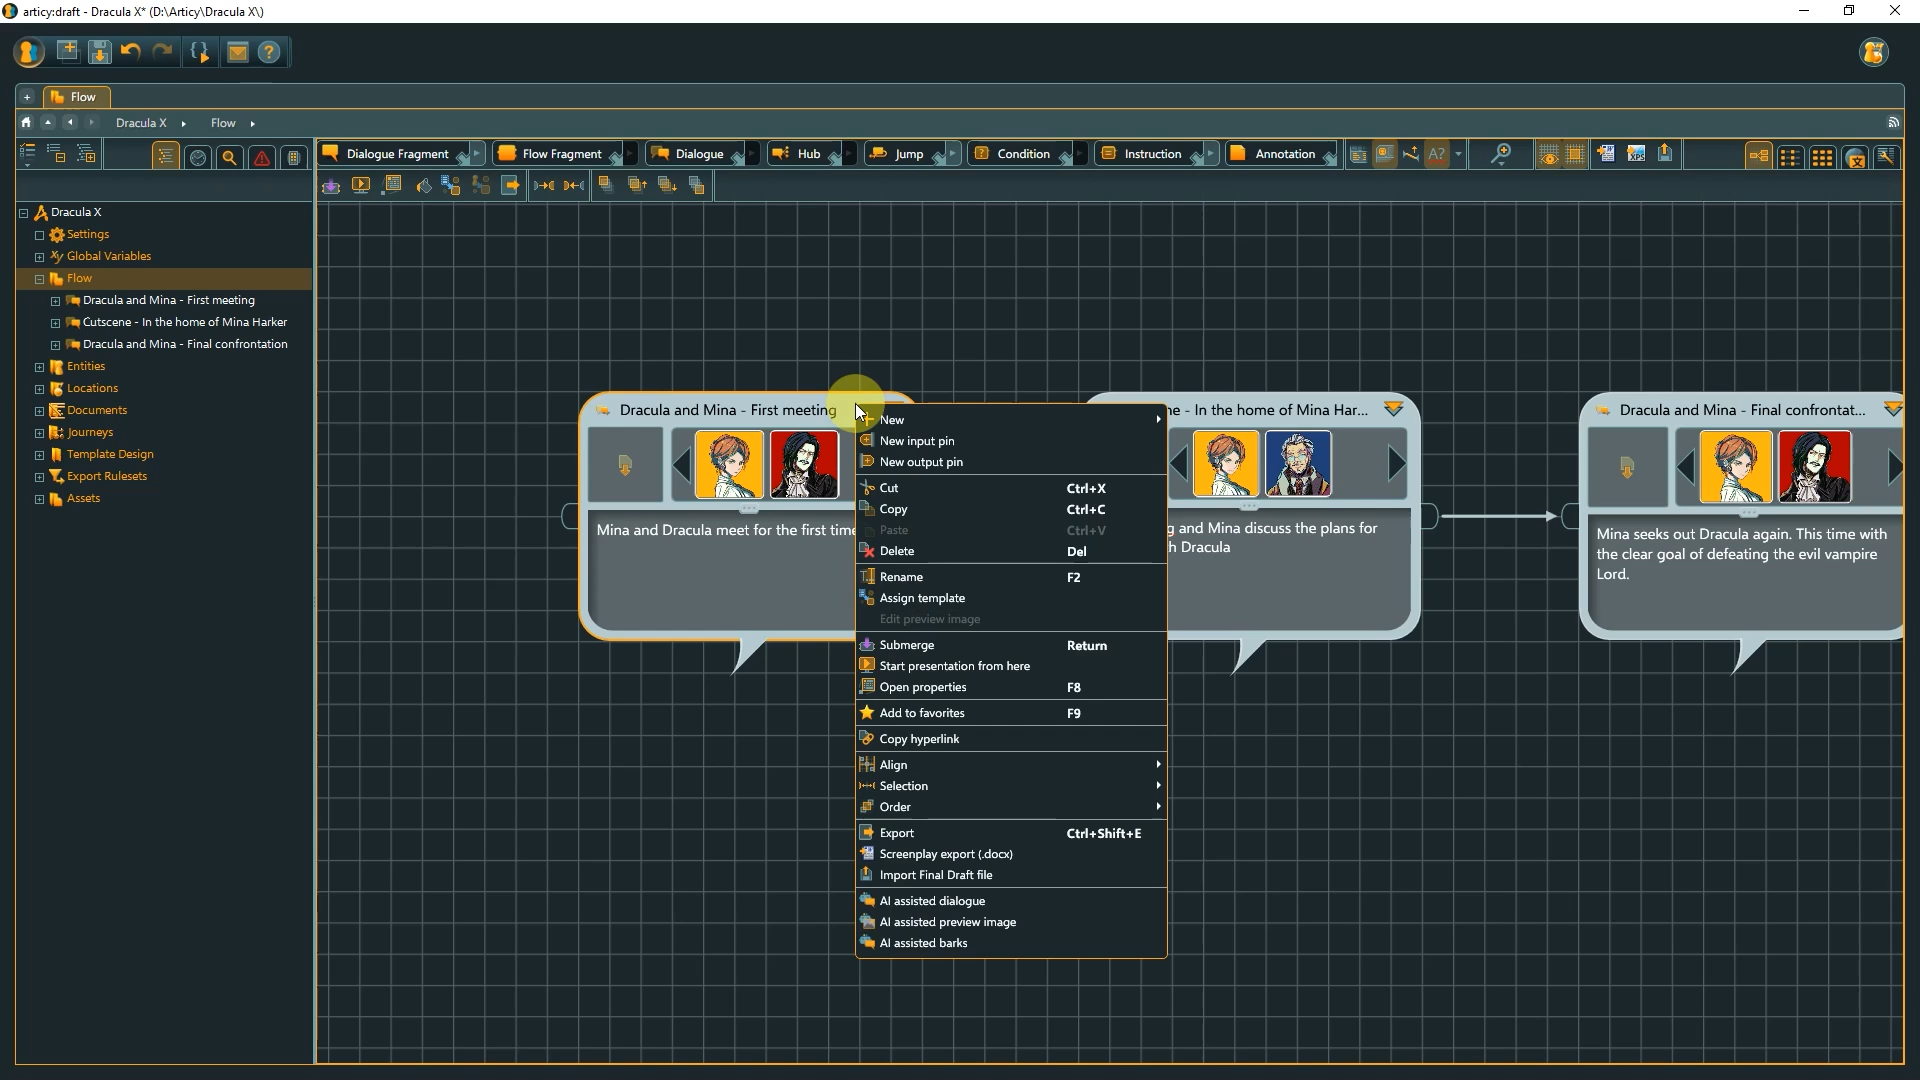 articy:draft - Dracula X* (D:\Articy\Dracula X\)
Flow
Dracula X
Flow
Dialogue Fragment
Flow Fragment
Dialogue
Hub
Jump
Condition
Instruction
Annotation
A?
Dracula X
Settings
Global Variables
Flow
Dracula and Mina - First meeting
Cutscene - In the home of Mina Harker
Dracula and Mina - Final confrontation
Entities
Locations
Documents
Journeys
Template Design
Export Rulesets
Assets
Dracula and Mina - First meeting
Mina and Dracula meet for the first time
New
New input pin
New output pin
Cut Ctrl+X
Copy Ctrl+C
Paste Ctrl+V
Delete Del
Rename F2
Assign template
Edit preview image
Submerge Return
Start presentation from here
Open properties F8
Add to favorites F9
Copy hyperlink
Align
Selection
Order
Export Ctrl+Shift+E
Screenplay export (.docx)
Import Final Draft file
AI assisted dialogue
AI assisted preview image
AI assisted barks
ne - In the home of Mina Har...
g and Mina discuss the plans for
h Dracula
Dracula and Mina - Final confrontat...
Mina seeks out Dracula again. This time with
the clear goal of defeating the evil vampire
Lord.